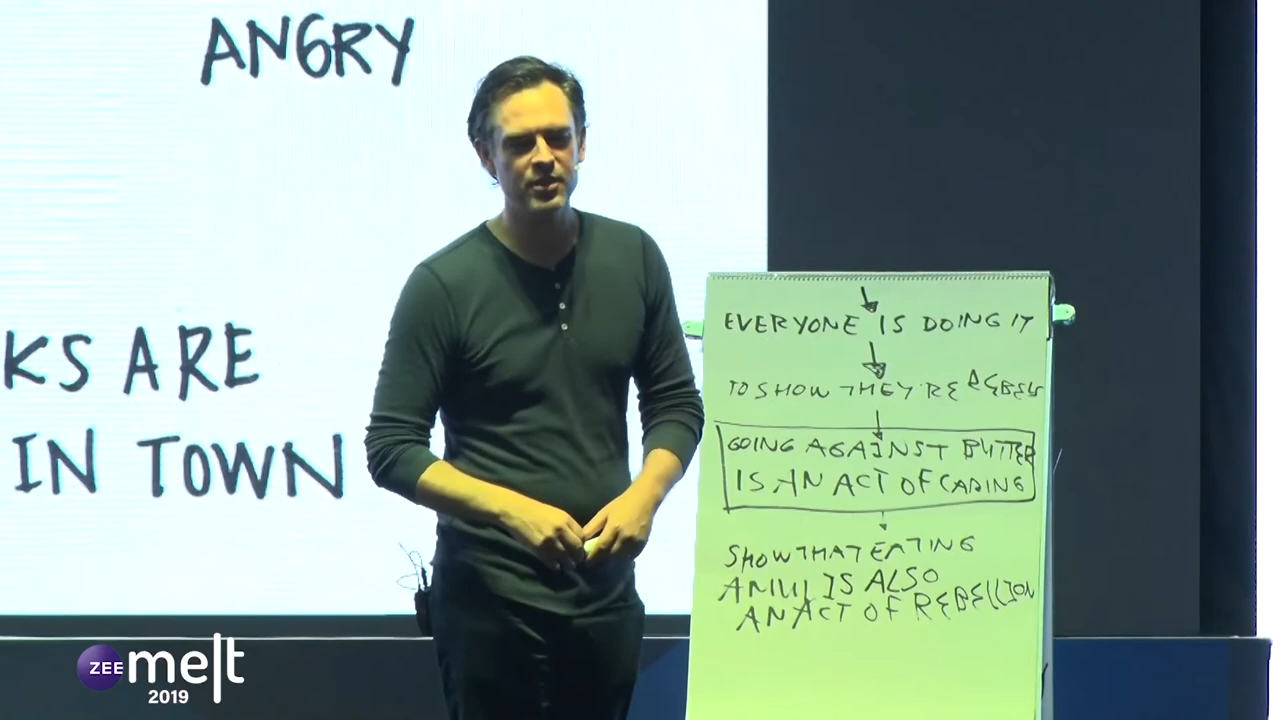 ANGRY
KS ARE
IN TOWN
EVERYONE IS DOING IT
TO SHOW THEY'RE REBELS
GOING AGAINST BUTTER
IS AN ACT OF CARING
SHOW THAT EATING
AMUL IS ALSO
AN ACT OF REBELLION
ZEE melt
2019